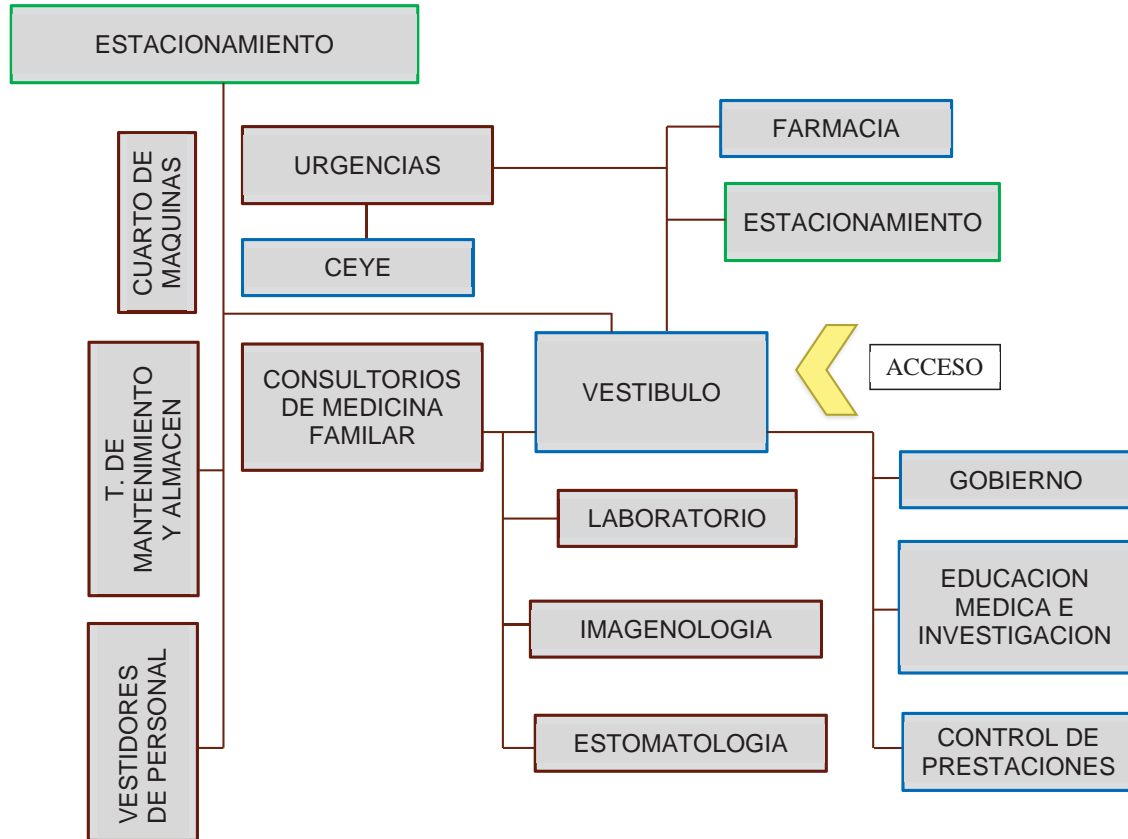 ESTACIONAMIENTO
CUARTO DE
MAQUINAS
URGENCIAS
FARMACIA
ESTACIONAMIENTO
CEYE
T. DE
MANTENIMIENTO
Y ALMACEN
CONSULTORIOS
DE MEDICINA
FAMILAR
VESTIBULO
ACCESO
GOBIERNO
LABORATORIO
EDUCACION
MEDICA E
INVESTIGACION
IMAGENOLOGIA
VESTIDORES
DE PERSONAL
ESTOMATOLOGIA
CONTROL DE
PRESTACIONES